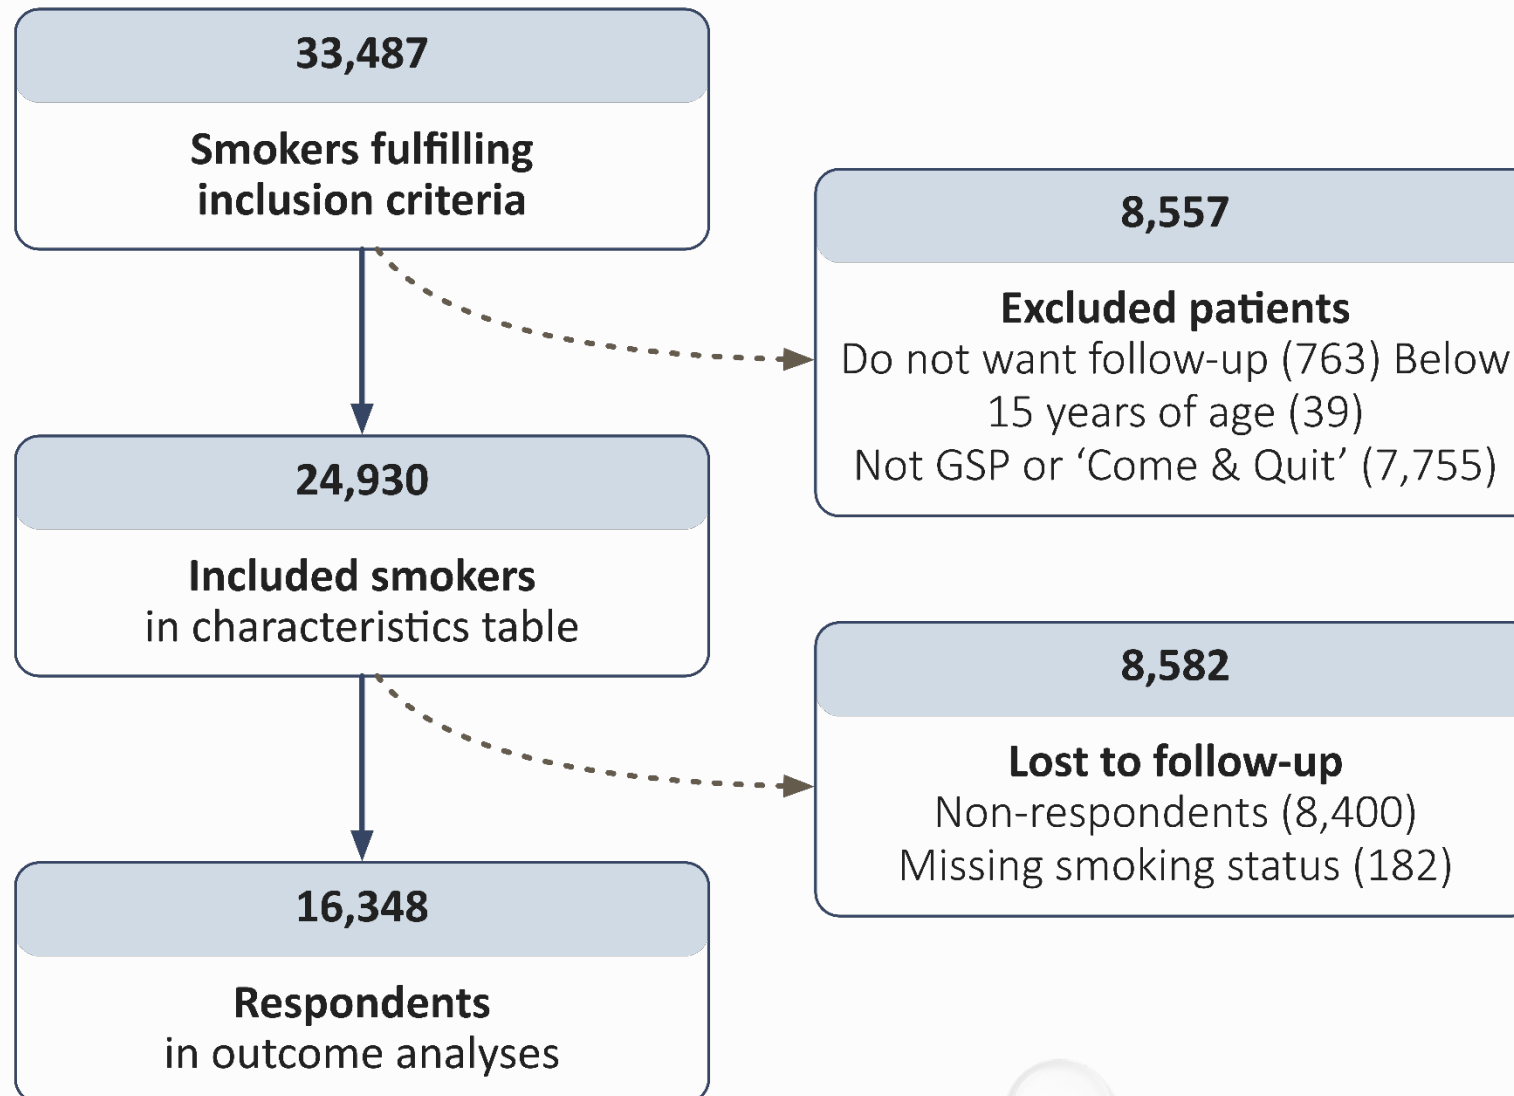 33,487
Smokers fulfilling
inclusion criteria
8,557
Excluded patients
Do not want follow-up (763) Below
15 years of age (39)
Not GSP or ‘Come & Quit’ (7,755)
24,930
Included smokers
in characteristics table
8,582
Lost to follow-up
Non-respondents (8,400)
Missing smoking status (182)
16,348
Respondents
in outcome analyses